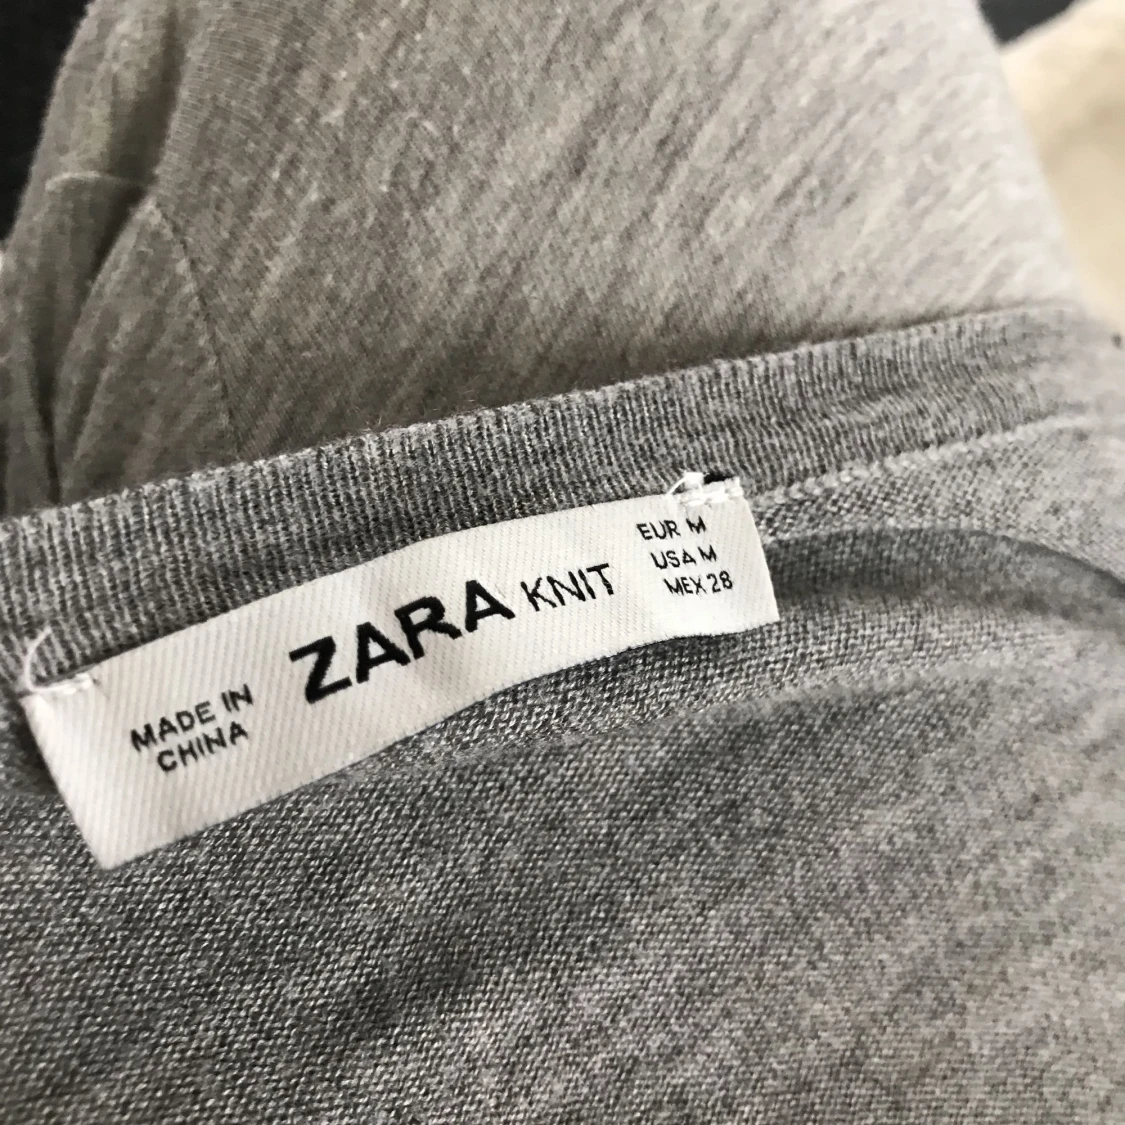 MADE IN
CHINA
ZARA KNIT
EUR M
USA M
MEX 28